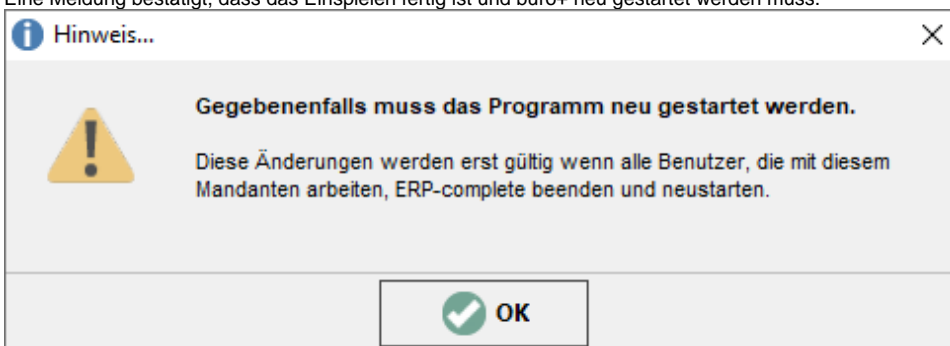 Eine Meldung bestätigt, dass das Einspielen fertig ist und büro+ neu gestartet werden muss.
Hinweis...
Gegebenenfalls muss das Programm neu gestartet werden.
Diese Änderungen werden erst gültig wenn alle Benutzer, die mit diesem
Mandanten arbeiten, ERP-complete beenden und neustarten.
OK